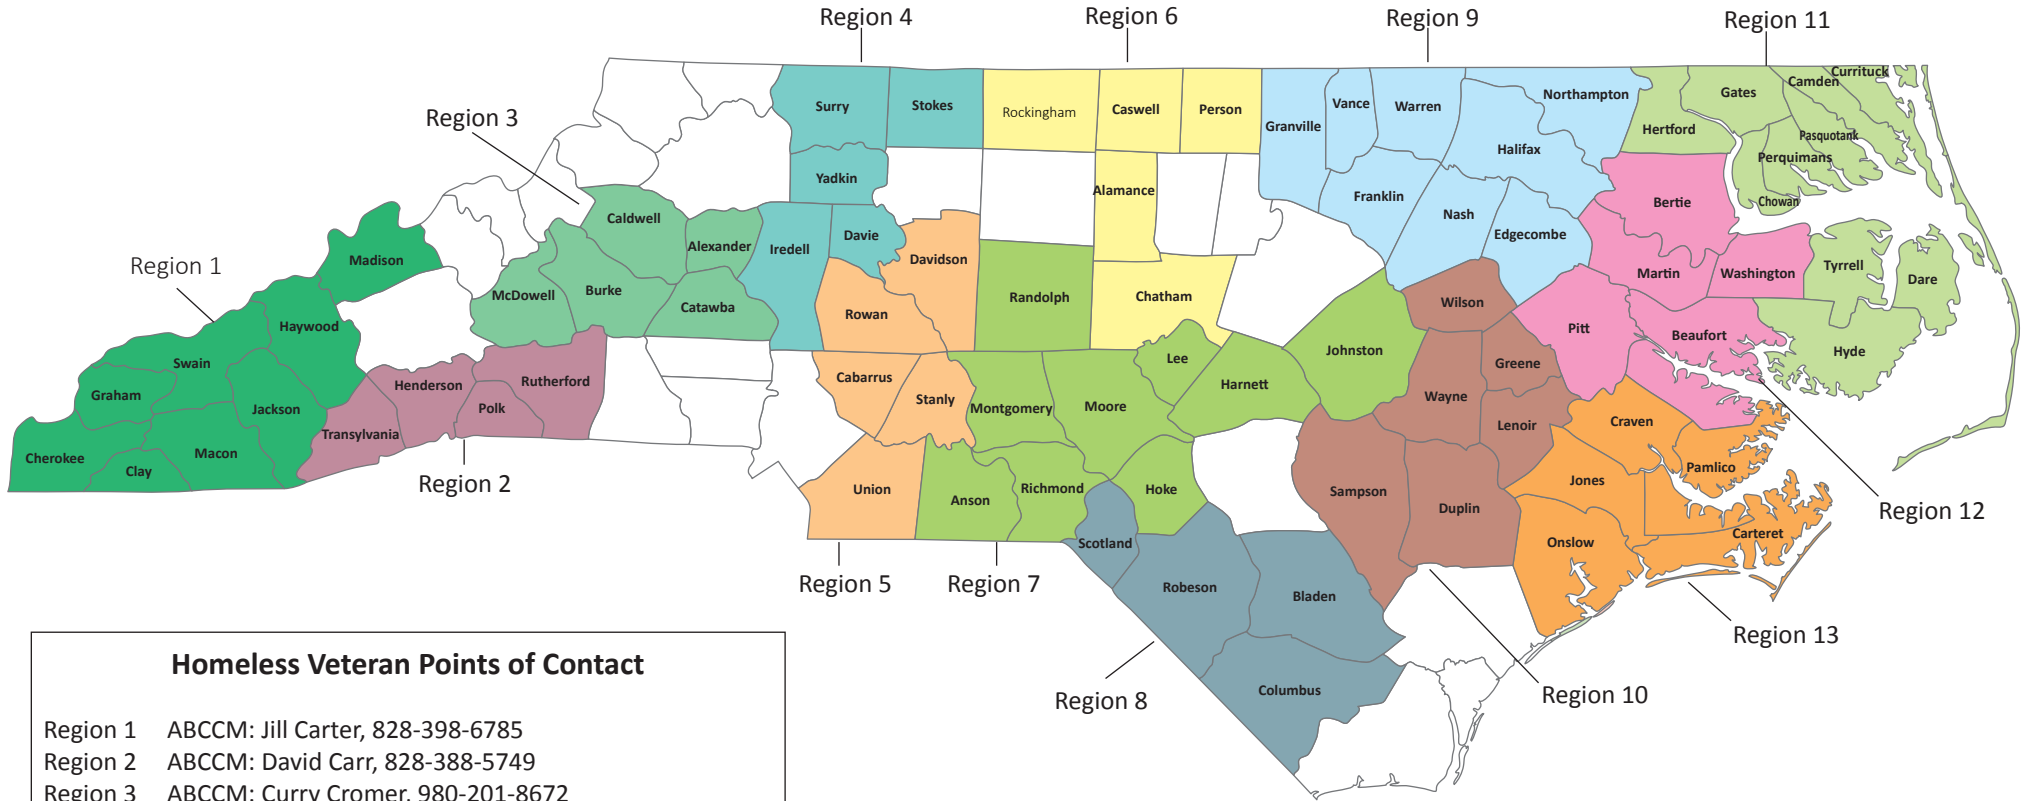 Region 4
Region 6
Region 9
Region 11
Region 3
Region 1
Surry
Stokes
Rockingham
Caswell
Person
Granville
Vance
Warren
Northampton
Halifax
Hertford
Gates
Camden
Currituck
Pasquotank
Perquimans
Chowan
Yadkin
Alamance
Franklin
Nash
Edgecombe
Bertie
Caldwell
Alexander
Iredell
Davie
Davidson
Madison
McDowell
Burke
Catawba
Rowan
Randolph
Chatham
Wilson
Martin
Washington
Tyrrell
Dare
Haywood
Swain
Graham
Jackson
Cherokee
Clay
Macon
Transylvania
Henderson
Polk
Rutherford
Cabarrus
Stanly
Montgomery
Moore
Lee
Harnett
Johnston
Wayne
Greene
Lenoir
Pitt
Beaufort
Hyde
Craven
Pamlico
Jones
Carteret
Onslow
Union
Anson
Richmond
Hoke
Scotland
Sampson
Duplin
Robeson
Bladen
Columbus
Region 2
Region 5
Region 7
Region 8
Region 10
Region 12
Region 13
Homeless Veteran Points of Contact
Region 1 ABCCM: Jill Carter, 828-398-6785
Region 2 ABCCM: David Carr, 828-388-5749
Region 3 ABCCM: Curry Cromer, 980-201-8672